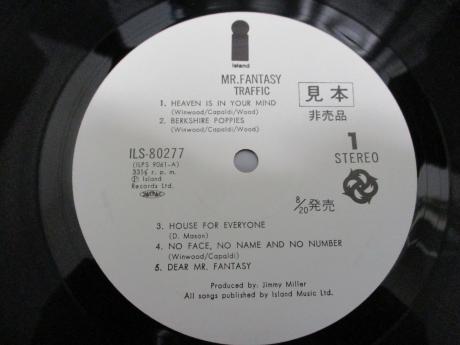 island
MR.FANTASY
TRAFFIC
1. HEAVEN IS IN YOUR MIND
(Winwood/Capaldi/Wood)
2. BERKSHIRE POPPIES
(Winwood/Capaldi/Wood)
見本
非売品
ILS-80277
(ILPS 9061-A)
33⅓ r. p. m.
Ⓟ Island
Records Ltd.
1
STEREO
8/20発売
3. HOUSE FOR EVERYONE
(D. Mason)
4. NO FACE, NO NAME AND NO NUMBER
(Winwood/Capaldi)
5. DEAR MR. FANTASY
Produced by: Jimmy Miller
All songs published by Island Music Ltd.